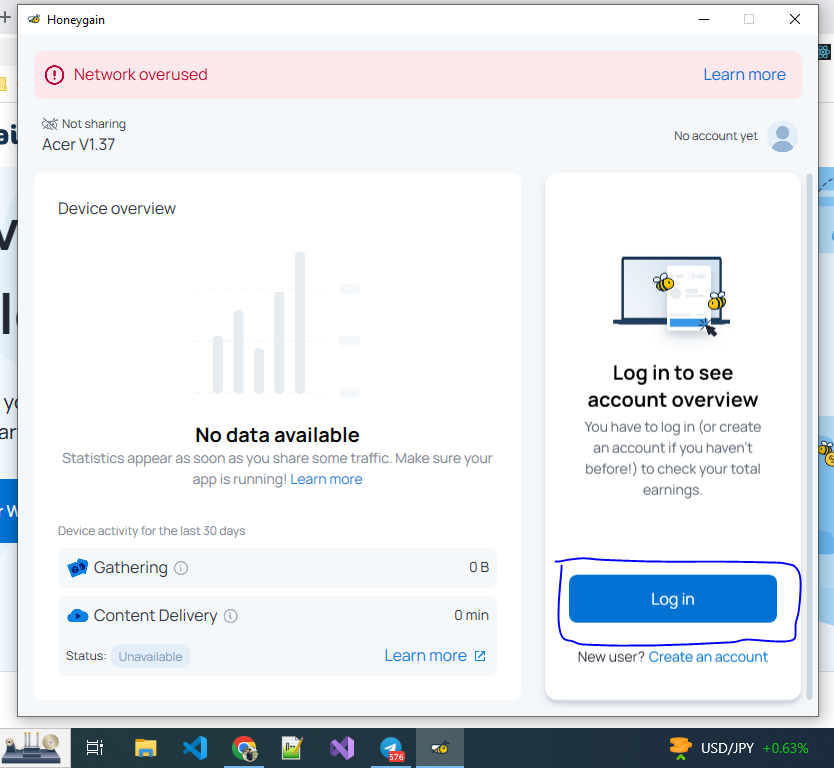 Honeygain
Network overused
Learn more
Not sharing
Acer V1.37
No account yet
Device overview
No data available
Statistics appear as soon as you share some traffic. Make sure your
app is running! Learn more
Device activity for the last 30 days
Gathering
0 B
Content Delivery
0 min
Status: Unavailable
Learn more
Log in to see
account overview
You have to log in (or create
an account if you haven't
before!) to check your total
earnings.
Log in
New user? Create an account
576
USD/JPY +0.63%